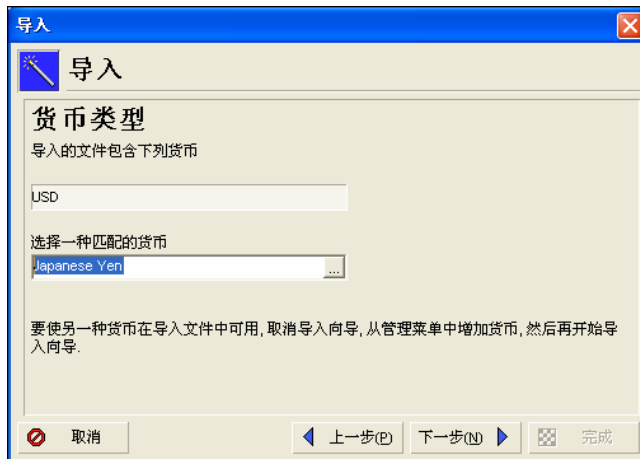 导入
导入
货币类型
导入的文件包含下列货币
USD
选择一种匹配的货币
Japanese Yen
...
要使另一种货币在导入文件中可用,取消导入向导,从管理菜单中增加货币,然后再开始导
入向导.
取消 上一步(P) 下一步(N) 完成